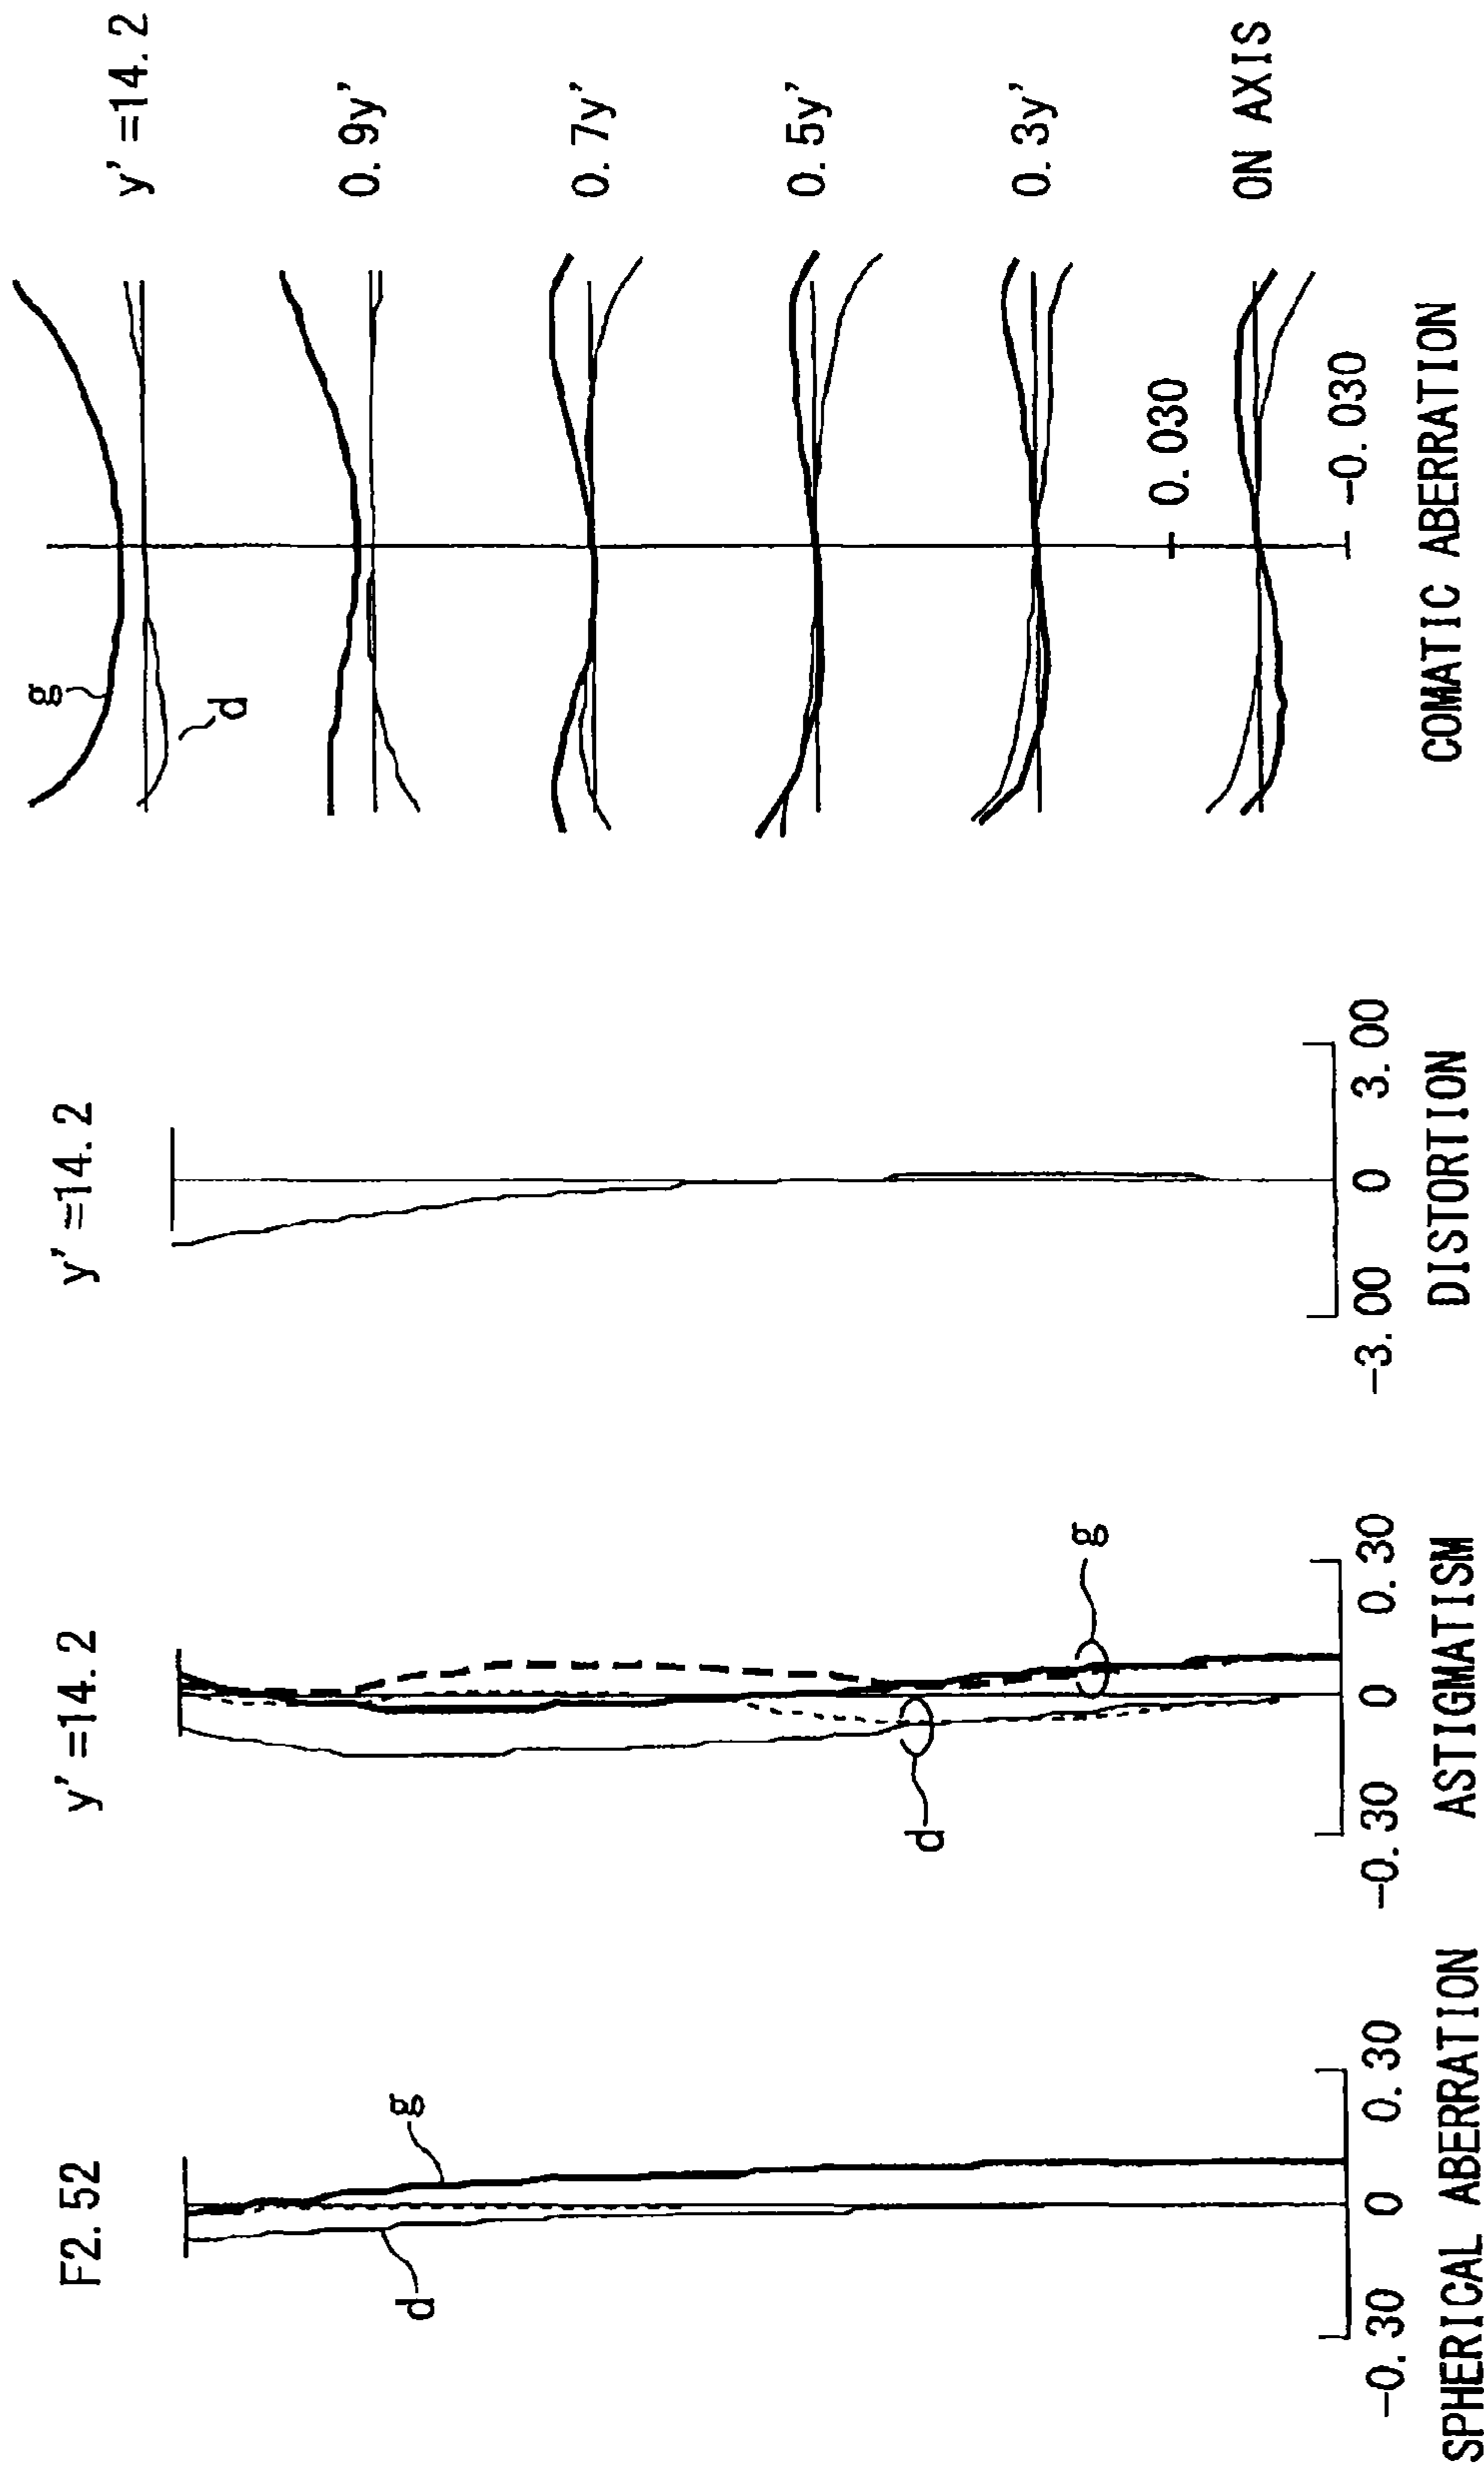 F2. 52
g
d
-0. 30 0 0. 30
SPHERICAL ABERRATION
y' =14. 2
g
d
-0. 30 0 0. 30
ASTIGMATISM
y' =14. 2
-3. 00 0 3. 00
DISTORTION
g
d
y' =14. 2
0. 9y'
0. 7y'
0. 5y'
0. 3y'
0. 030
ON AXIS
-0. 030
COMATIC ABERRATION